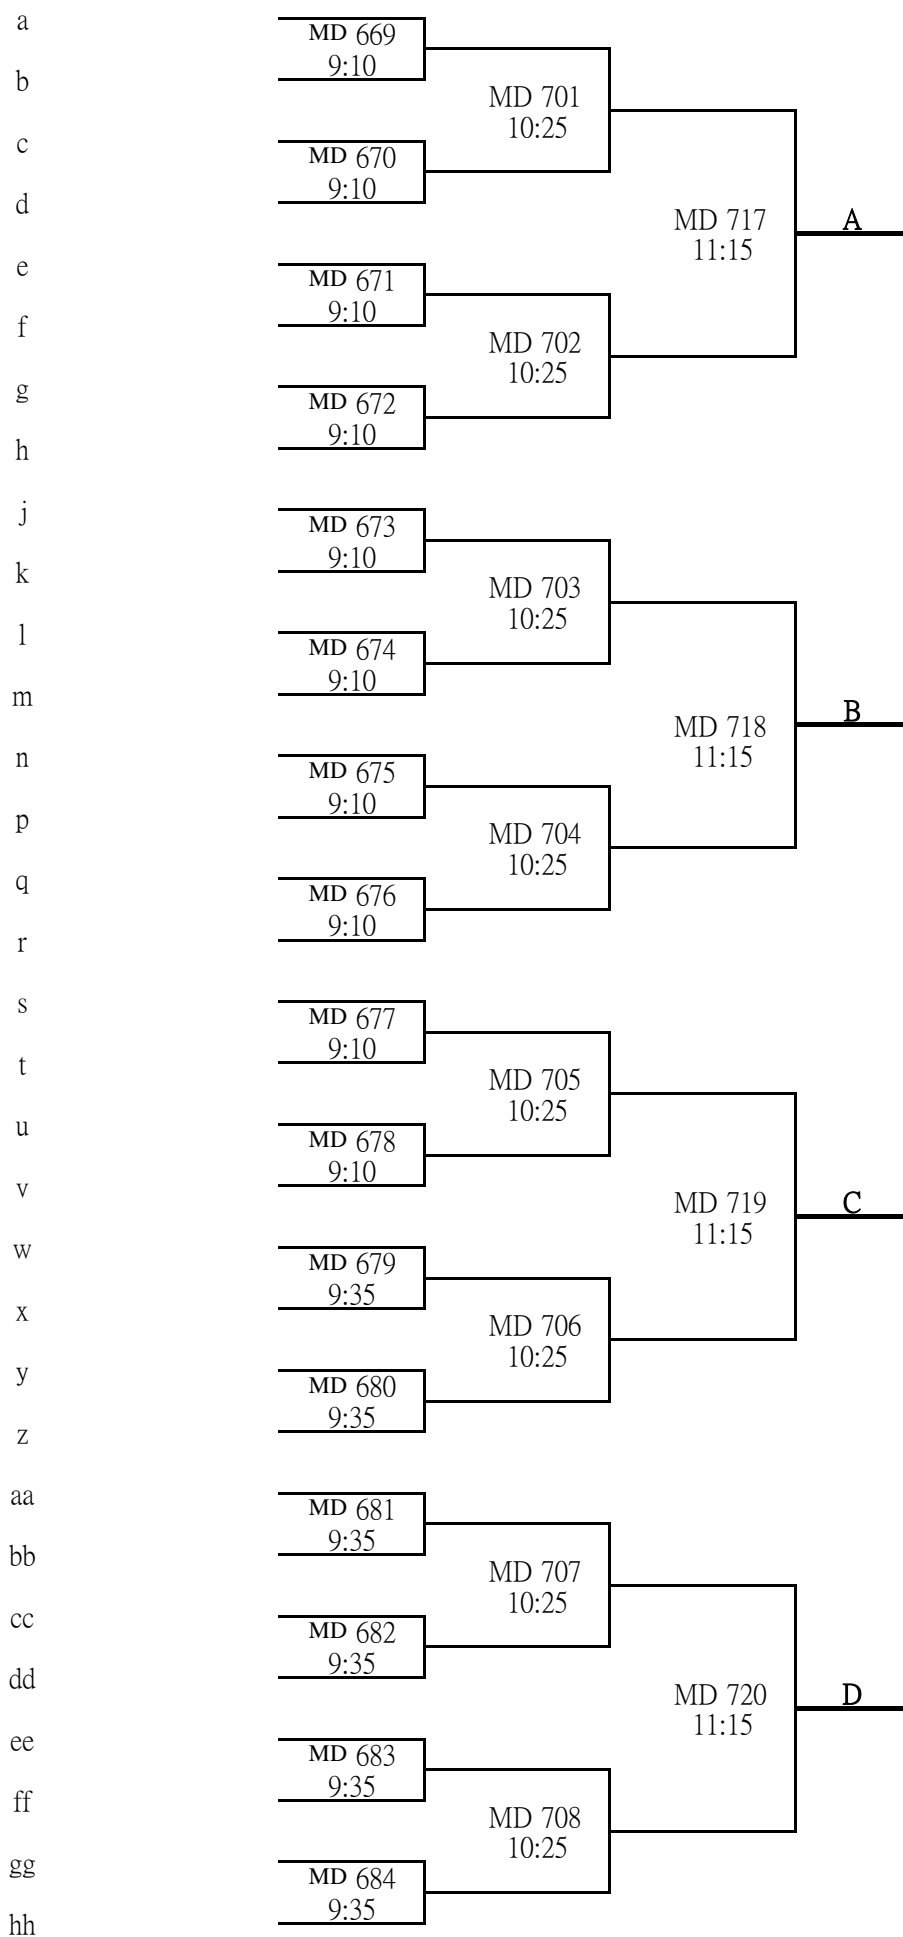 a
MD 669
9:10
b
MD 701
10:25
c
MD 670
9:10
d
MD 717
11:15
A
e
MD 671
9:10
f
MD 702
10:25
g
MD 672
9:10
h
j
MD 673
9:10
k
MD 703
10:25
l
MD 674
9:10
m
MD 718
11:15
B
n
MD 675
9:10
p
MD 704
10:25
q
MD 676
9:10
r
s
MD 677
9:10
t
MD 705
10:25
u
MD 678
9:10
v
MD 719
11:15
C
w
MD 679
9:35
x
MD 706
10:25
y
MD 680
9:35
z
aa
MD 681
9:35
bb
MD 707
10:25
cc
MD 682
9:35
dd
MD 720
11:15
D
ee
MD 683
9:35
ff
MD 708
10:25
gg
MD 684
9:35
hh